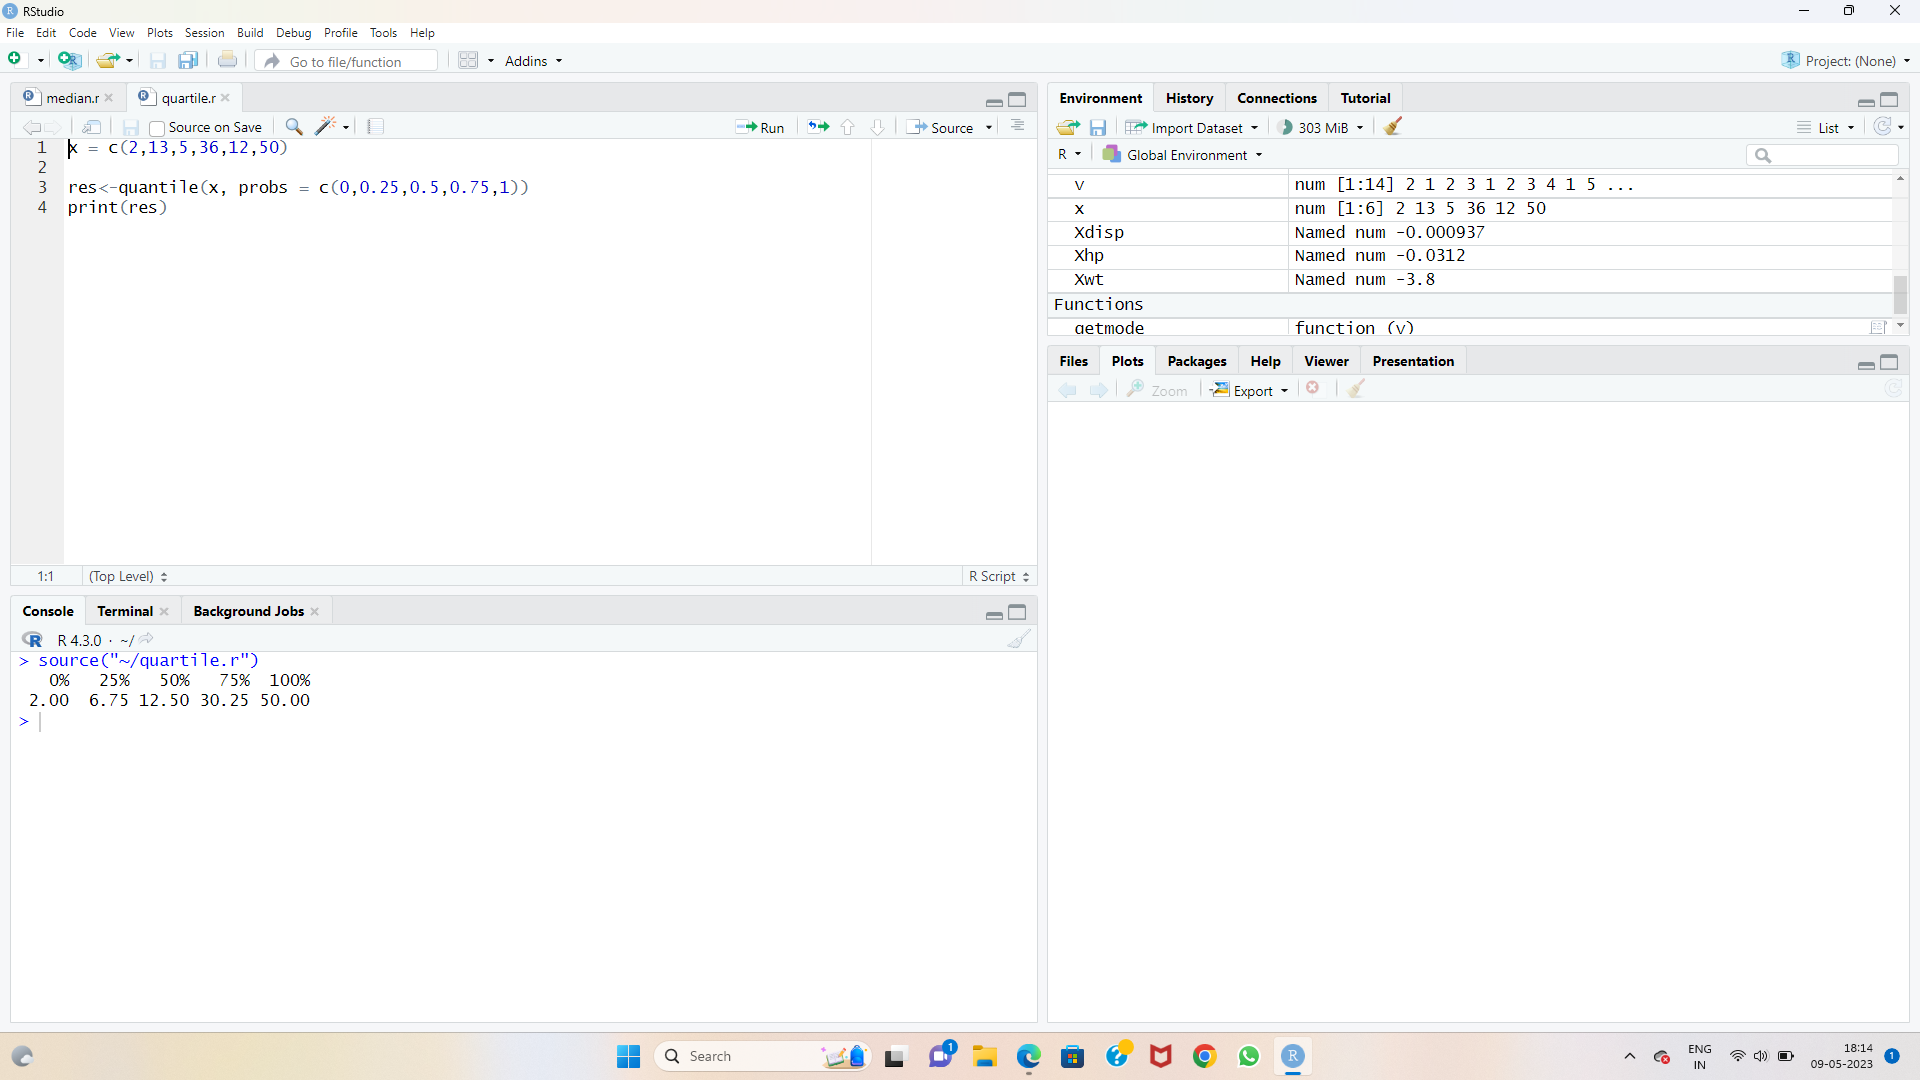 RStudio
File Edit Code View Plots Session Build Debug Profile Tools Help
Go to file/function Addins Project: (None)
median.r quartile.r
Source on Save Run Source
1 x = c(2,13,5,36,12,50)
2
3 res<-quantile(x, probs = c(0,0.25,0.5,0.75,1))
4 print(res)
1:1 (Top Level) R Script
Console Terminal Background Jobs
R 4.3.0 · ~/
> source("~/quartile.r")
0% 25% 50% 75% 100%
2.00 6.75 12.50 30.25 50.00
>
Environment History Connections Tutorial
Import Dataset 303 MiB List
R Global Environment
v num [1:14] 2 1 2 3 1 2 3 4 1 5 ...
x num [1:6] 2 13 5 36 12 50
Xdisp Named num -0.000937
Xhp Named num -0.0312
Xwt Named num -3.8
Functions
getmode function (v)
Files Plots Packages Help Viewer Presentation
Zoom Export
Search
1
ENG
IN
18:14
09-05-2023
1